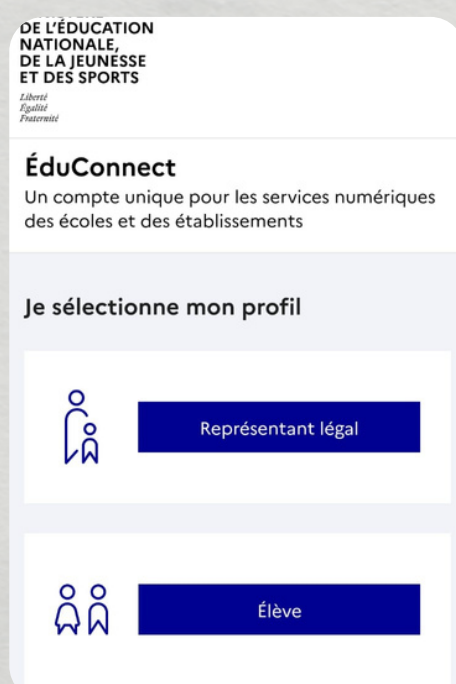 DE L'ÉDUCATION
NATIONALE,
DE LA JEUNESSE
ET DES SPORTS
Liberté
Égalité
Fraternité
ÉduConnect
Un compte unique pour les services numériques
des écoles et des établissements
Je sélectionne mon profil
Représentant légal
Élève